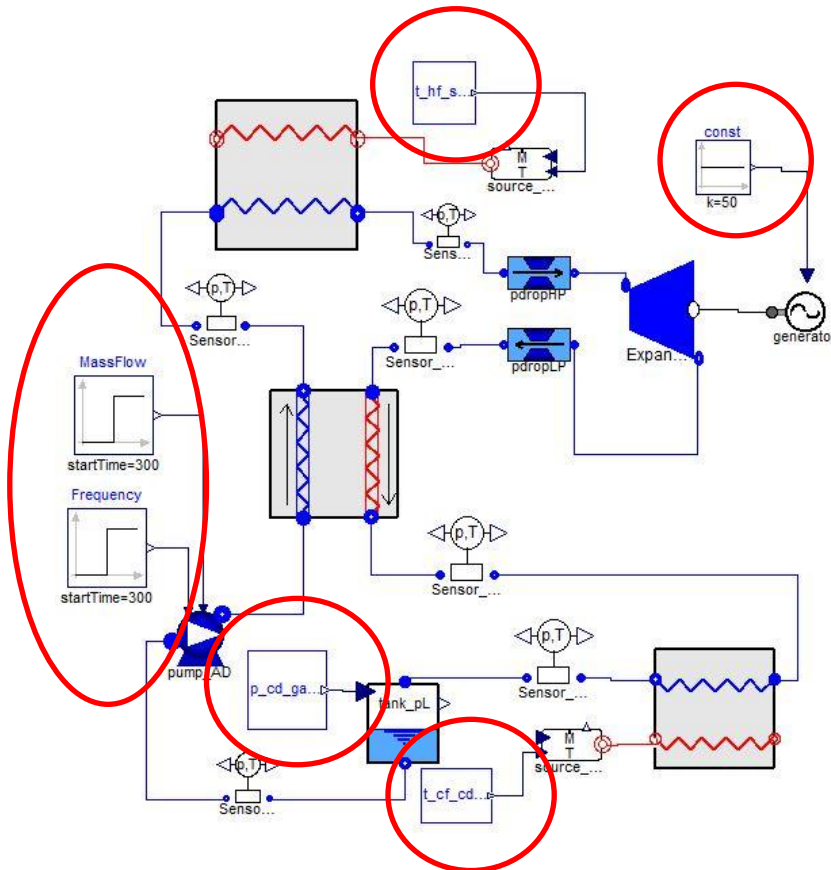 t_hf_s...
const
k=50
M
T
source_...
p,T
Sens...
pdropHP
p,T
Sensor...
p,T
Sensor_...
pdropLP
Expan...
generato
MassFlow
startTime=300
Frequency
startTime=300
p,T
Sensor_...
pump_AD
p_cd_ga...
tank_pL
p,T
Sensor_...
M
T
source_...
p,T
Senso...
t_cf_cd...